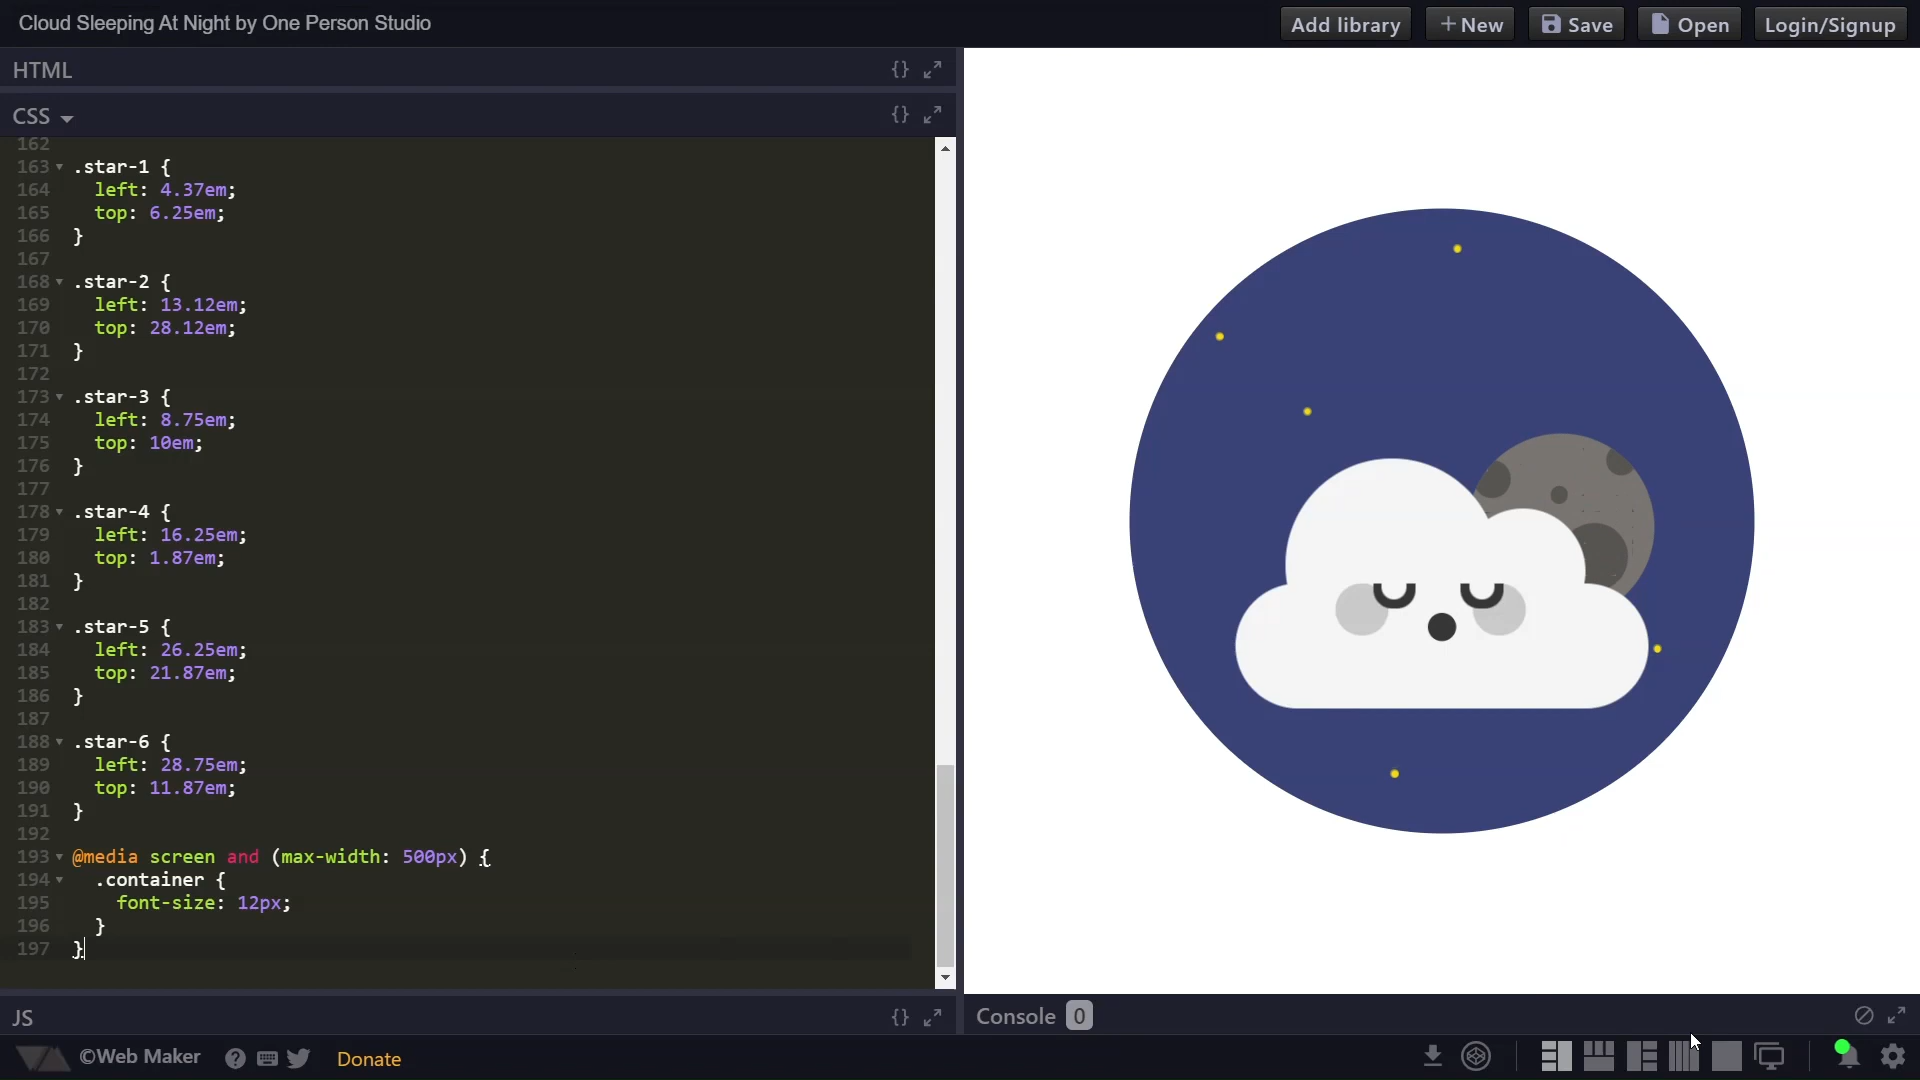 Cloud Sleeping At Night by One Person Studio
Add library
+ New
Save
Open
Login/Signup
HTML
{}
CSS
{}
162
163 .star-1 {
164 left: 4.37em;
165 top: 6.25em;
166 }
167
168 .star-2 {
169 left: 13.12em;
170 top: 28.12em;
171 }
172
173 .star-3 {
174 left: 8.75em;
175 top: 10em;
176 }
177
178 .star-4 {
179 left: 16.25em;
180 top: 1.87em;
181 }
182
183 .star-5 {
184 left: 26.25em;
185 top: 21.87em;
186 }
187
188 .star-6 {
189 left: 28.75em;
190 top: 11.87em;
191 }
192
193 @media screen and (max-width: 500px) {
194 .container {
195 font-size: 12px;
196 }
197 }
JS
{}
Console 0
©Web Maker
?
Donate